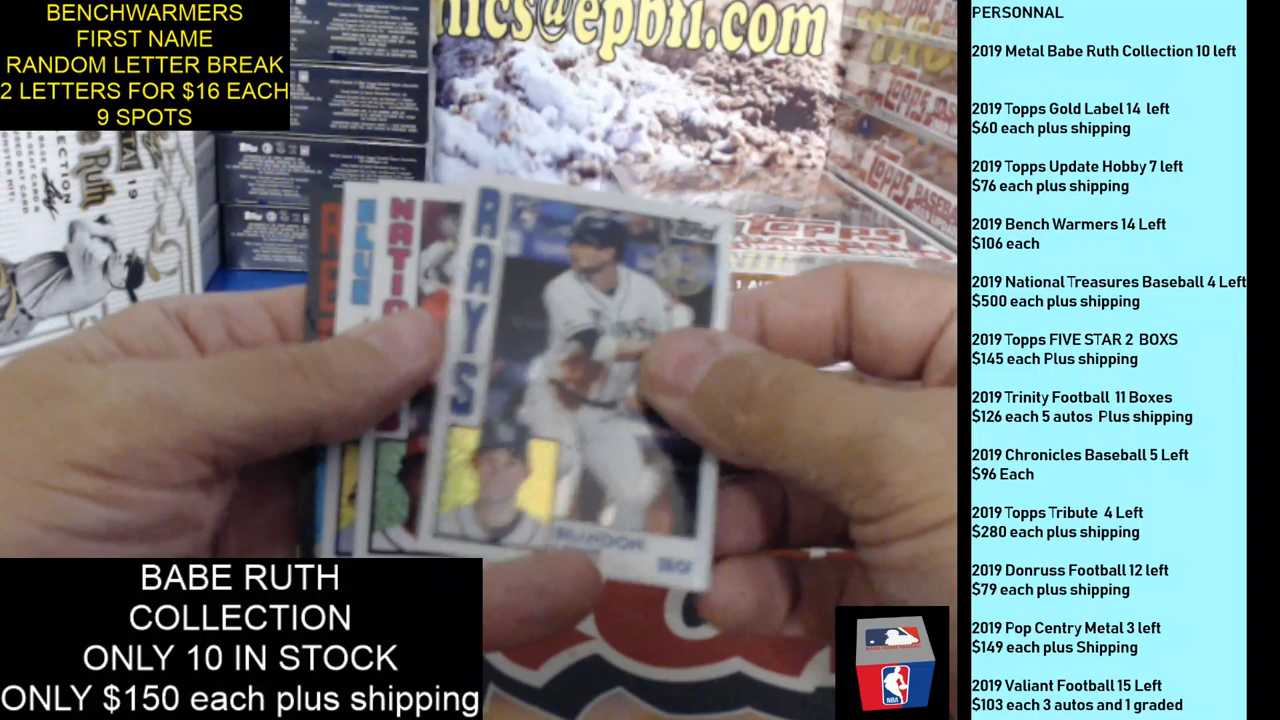 BENCHWARMERS
FIRST NAME
RANDOM LETTER BREAK
2 LETTERS FOR $16 EACH
9 SPOTS
nics@epbti.com
RAYS
NATIO
BLUE
Topps
BRANDON
BABE RUTH
COLLECTION
ONLY 10 IN STOCK
ONLY $150 each plus shipping
NBA
PERSONNAL
2019 Metal Babe Ruth Collection 10 left
2019 Topps Gold Label 14 left
$60 each plus shipping
2019 Topps Update Hobby 7 left
$76 each plus shipping
2019 Bench Warmers 14 Left
$106 each
2019 National Treasures Baseball 4 Left
$500 each plus shipping
2019 Topps FIVE STAR 2 BOXS
$145 each Plus shipping
2019 Trinity Football 11 Boxes
$126 each 5 autos Plus shipping
2019 Chronicles Baseball 5 Left
$96 Each
2019 Topps Tribute 4 Left
$280 each plus shipping
2019 Donruss Football 12 left
$79 each plus shipping
2019 Pop Centry Metal 3 left
$149 each plus Shipping
2019 Valiant Football 15 Left
$103 each 3 autos and 1 graded